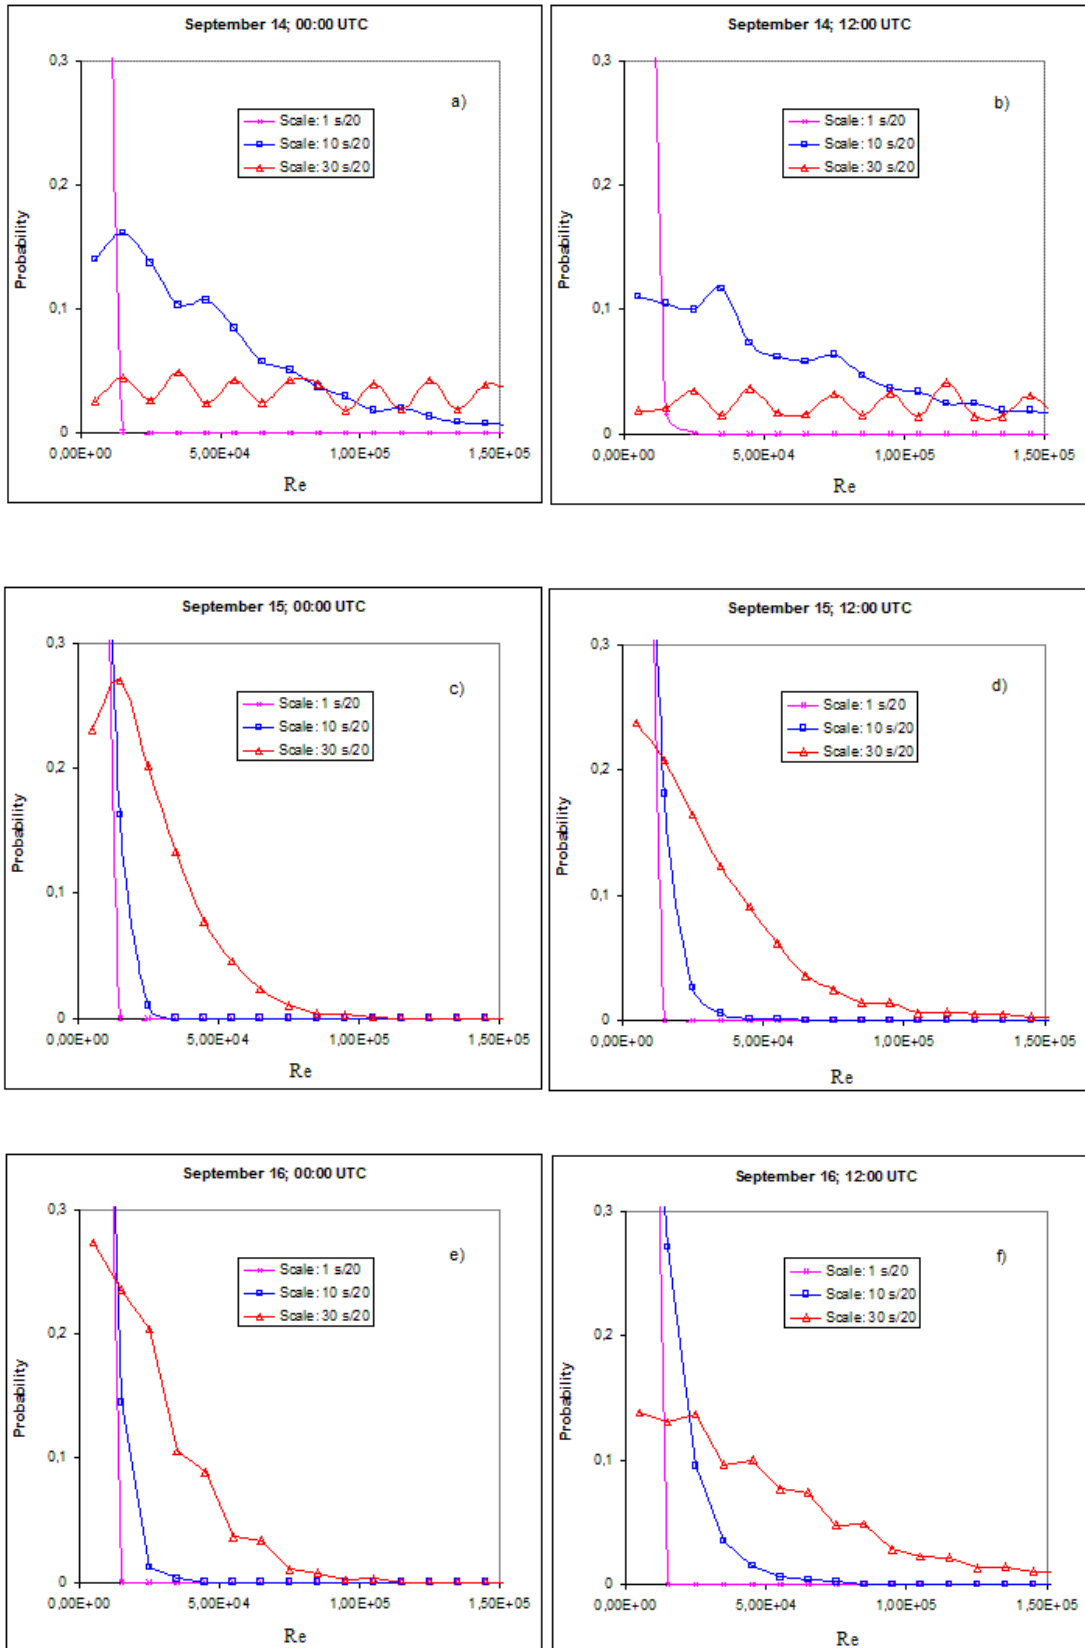 September 14; 00:00 UTC
0,3
a)
Scale: 1 s/20
Scale: 10 s/20
Scale: 30 s/20
0,2
Probability
0,1
0
0,00E+00 5,00E+04 1,00E+05 1,50E+05
Re
September 14; 12:00 UTC
0,3
b)
Scale: 1 s/20
Scale: 10 s/20
Scale: 30 s/20
0,2
Probability
0,1
0
0,00E+00 5,00E+04 1,00E+05 1,50E+05
Re
September 15; 00:00 UTC
0,3
c)
Scale: 1 s/20
Scale: 10 s/20
Scale: 30 s/20
0,2
Probability
0,1
0
0,00E+00 5,00E+04 1,00E+05 1,50E+05
Re
September 15; 12:00 UTC
0,3
d)
Scale: 1 s/20
Scale: 10 s/20
Scale: 30 s/20
0,2
Probability
0,1
0
0,00E+00 5,00E+04 1,00E+05 1,50E+05
Re
September 16; 00:00 UTC
0,3
e)
Scale: 1 s/20
Scale: 10 s/20
Scale: 30 s/20
0,2
Probability
0,1
0
0,00E+00 5,00E+04 1,00E+05 1,50E+05
Re
September 16; 12:00 UTC
0,3
f)
Scale: 1 s/20
Scale: 10 s/20
Scale: 30 s/20
0,2
Probability
0,1
0
0,00E+00 5,00E+04 1,00E+05 1,50E+05
Re